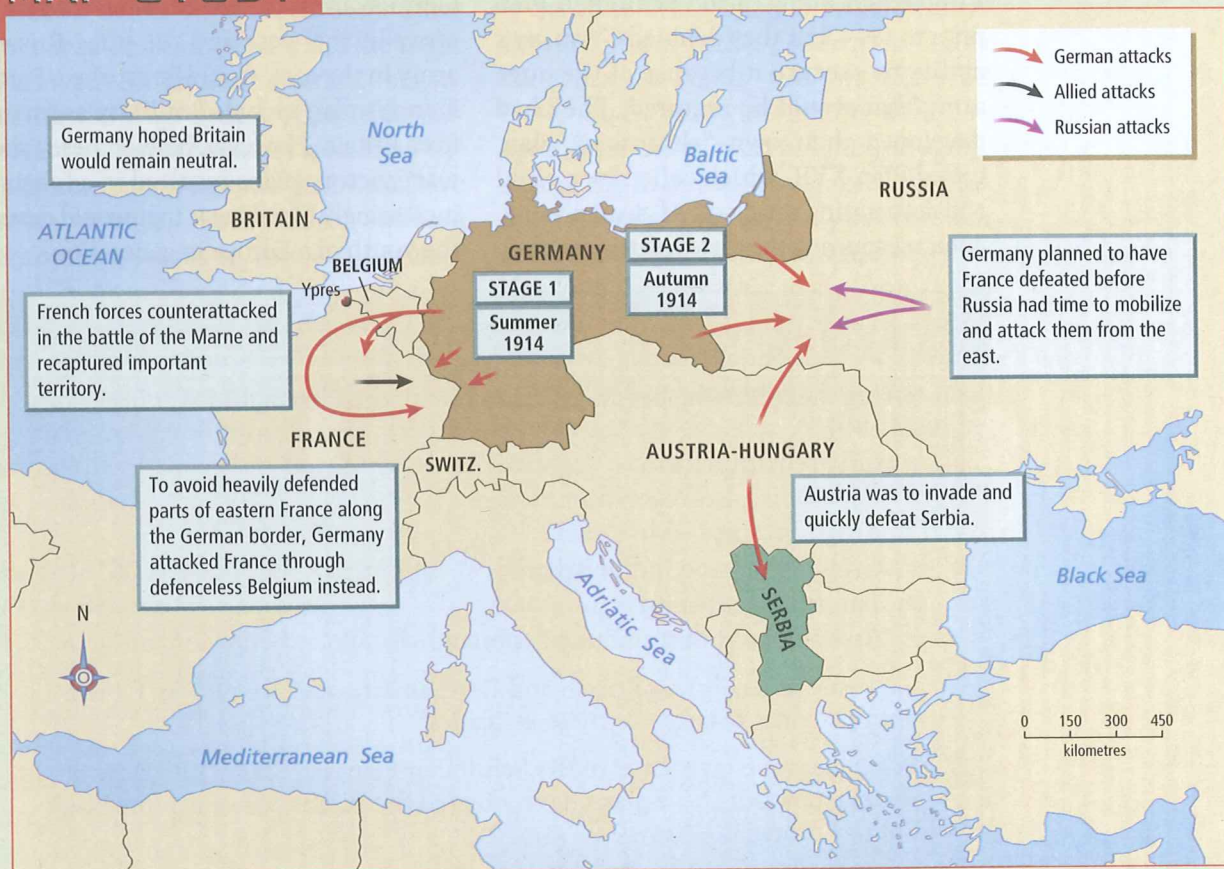 MAP STUDY
German attacks
Allied attacks
Russian attacks
Germany hoped Britain
would remain neutral.
North
Sea
Baltic
Sea
RUSSIA
BRITAIN
ATLANTIC
OCEAN
BELGIUM
Ypres
GERMANY
STAGE 1
Summer
1914
STAGE 2
Autumn
1914
Germany planned to have
France defeated before
Russia had time to mobilize
and attack them from the
east.
French forces counterattacked
in the battle of the Marne and
recaptured important
territory.
FRANCE
SWITZ.
AUSTRIA-HUNGARY
To avoid heavily defended
parts of eastern France along
the German border, Germany
attacked France through
defenceless Belgium instead.
Austria was to invade and
quickly defeat Serbia.
Adriatic Sea
SERBIA
Black Sea
N
Mediterranean Sea
0 150 300 450
kilometres